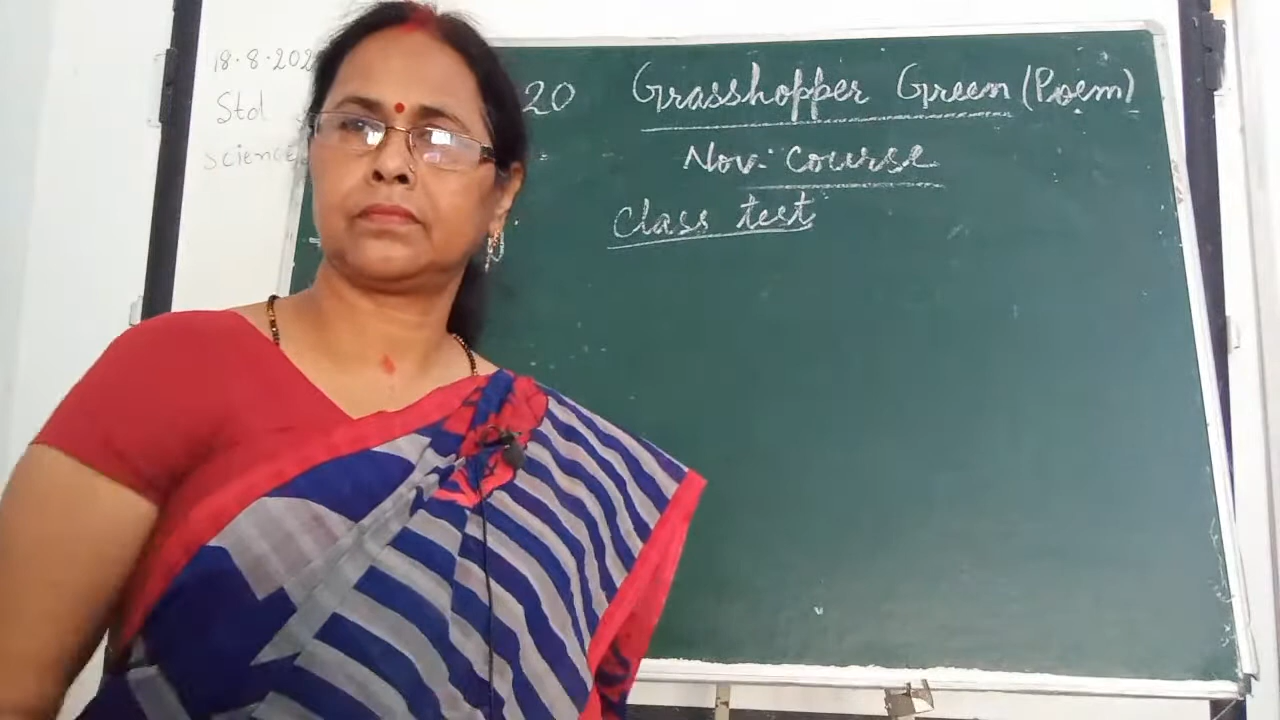 18.8.202
Std
science
20 Grasshopper Green (Poem)
Nov. course
Class test